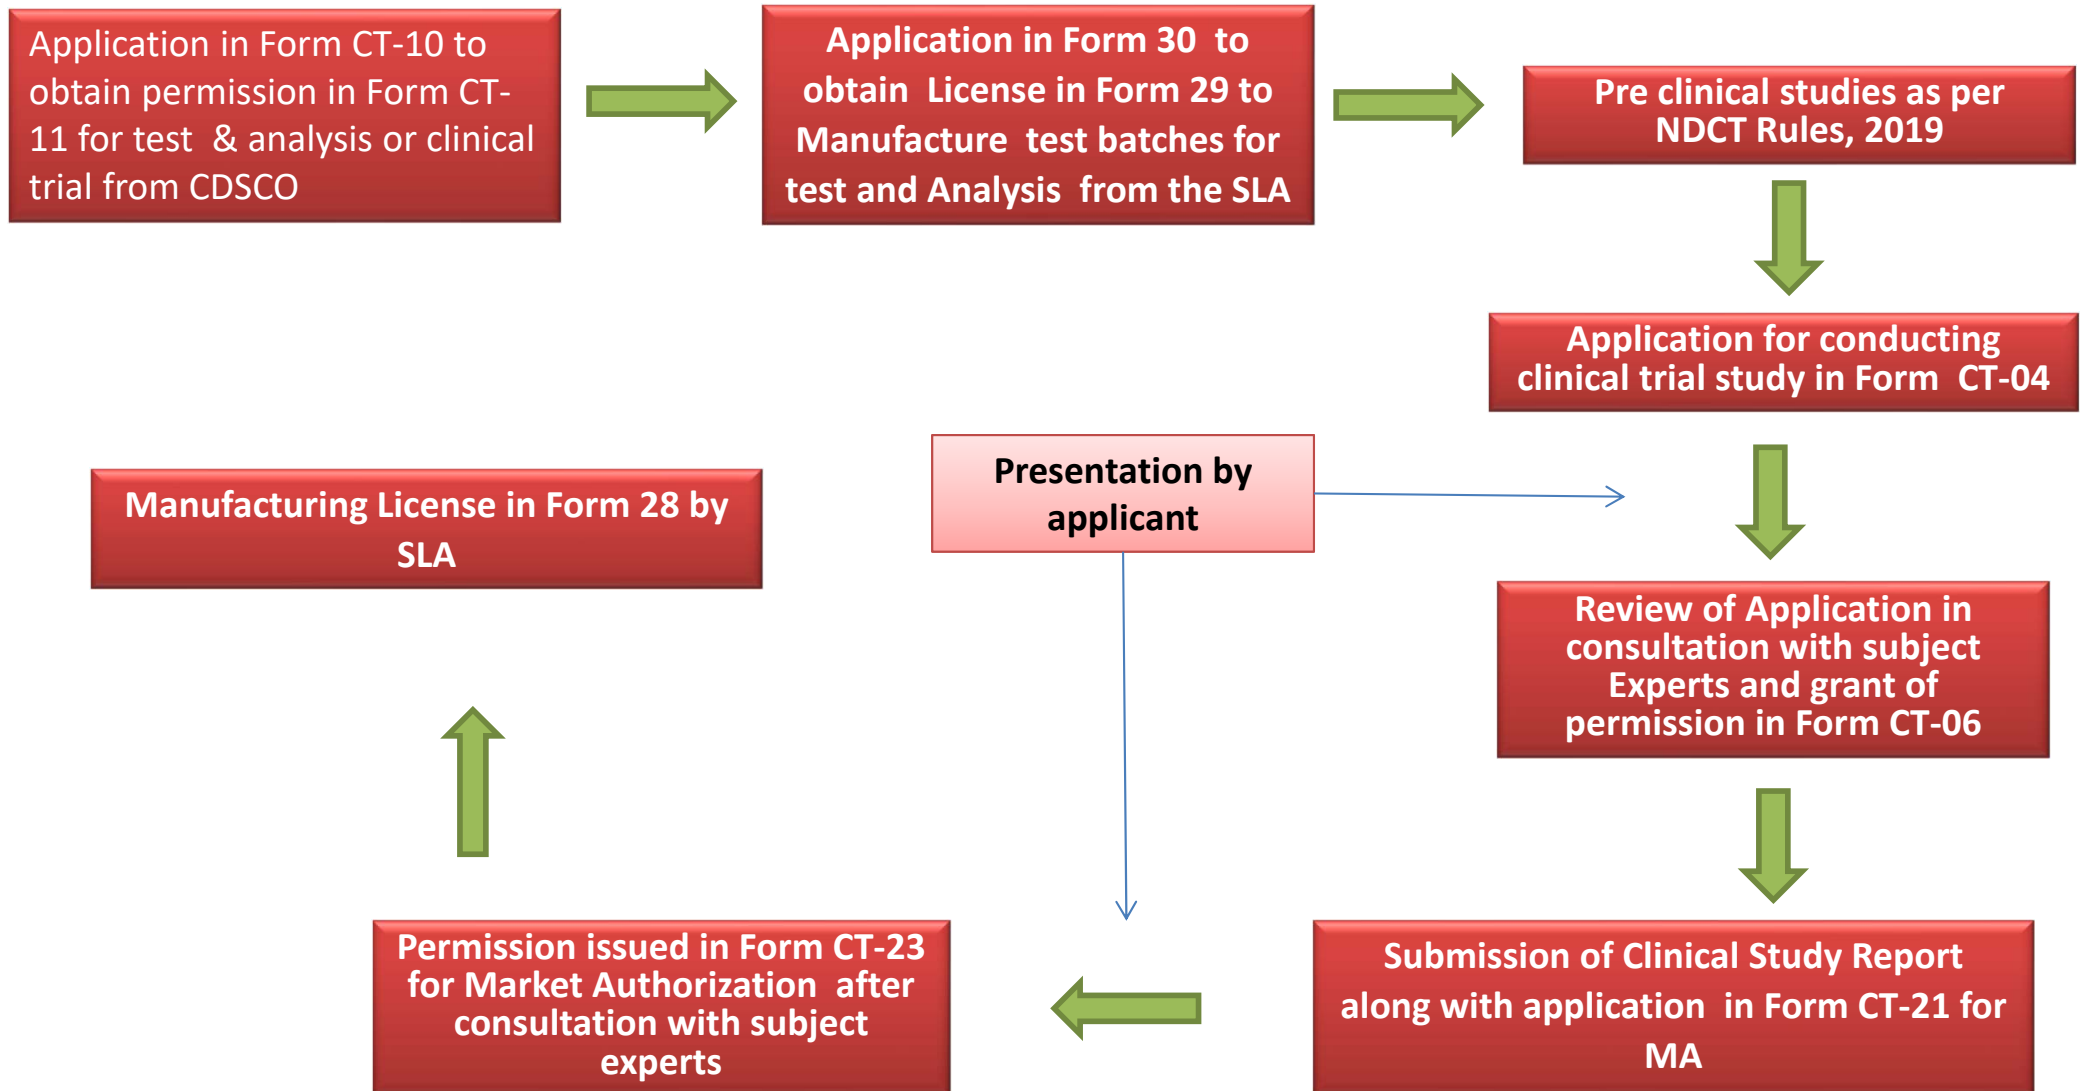 Application in Form CT-10 to
obtain permission in Form CT-
11 for test & analysis or clinical
trial from CDSCO
Application in Form 30 to
obtain License in Form 29 to
Manufacture test batches for
test and Analysis from the SLA
Pre clinical studies as per
NDCT Rules, 2019
Application for conducting
clinical trial study in Form CT-04
Presentation by
applicant
Review of Application in
consultation with subject
Experts and grant of
permission in Form CT-06
Submission of Clinical Study Report
along with application in Form CT-21 for
MA
Permission issued in Form CT-23
for Market Authorization after
consultation with subject
experts
Manufacturing License in Form 28 by
SLA